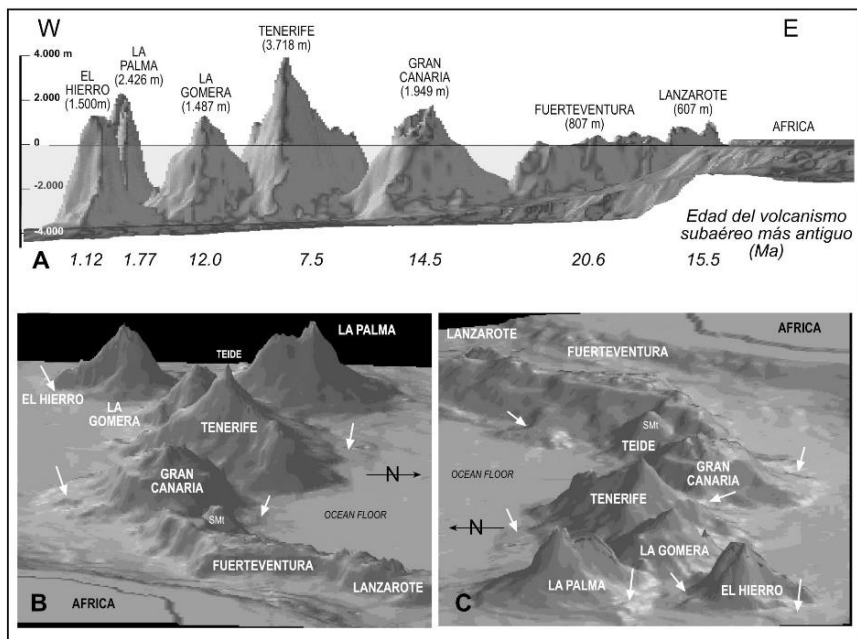 W
E
TENERIFE
(3.718 m)
4.000 m
LA
PALMA
(2.426 m)
EL
HIERRO
(1.500m)
LA
GOMERA
(1.487m)
GRAN
CANARIA
(1.949 m)
2.000
FUERTEVENTURA
(807 m)
LANZAROTE
(607 m)
AFRICA
0
-2.000
-4.000
Edad del volcanismo
subaéreo más antiguo
(Ma)
A
1.12 1.77 12.0 7.5 14.5 20.6 15.5
LA PALMA
TEIDE
EL HIERRO
LA
GOMERA
TENERIFE
N
GRAN
CANARIA
SMt
OCEAN FLOOR
FUERTEVENTURA
LANZAROTE
B
AFRICA
LANZAROTE
AFRICA
FUERTEVENTURA
SMt
TEIDE
OCEAN FLOOR
GRAN
CANARIA
TENERIFE
N
LA GOMERA
LA PALMA
EL HIERRO
C